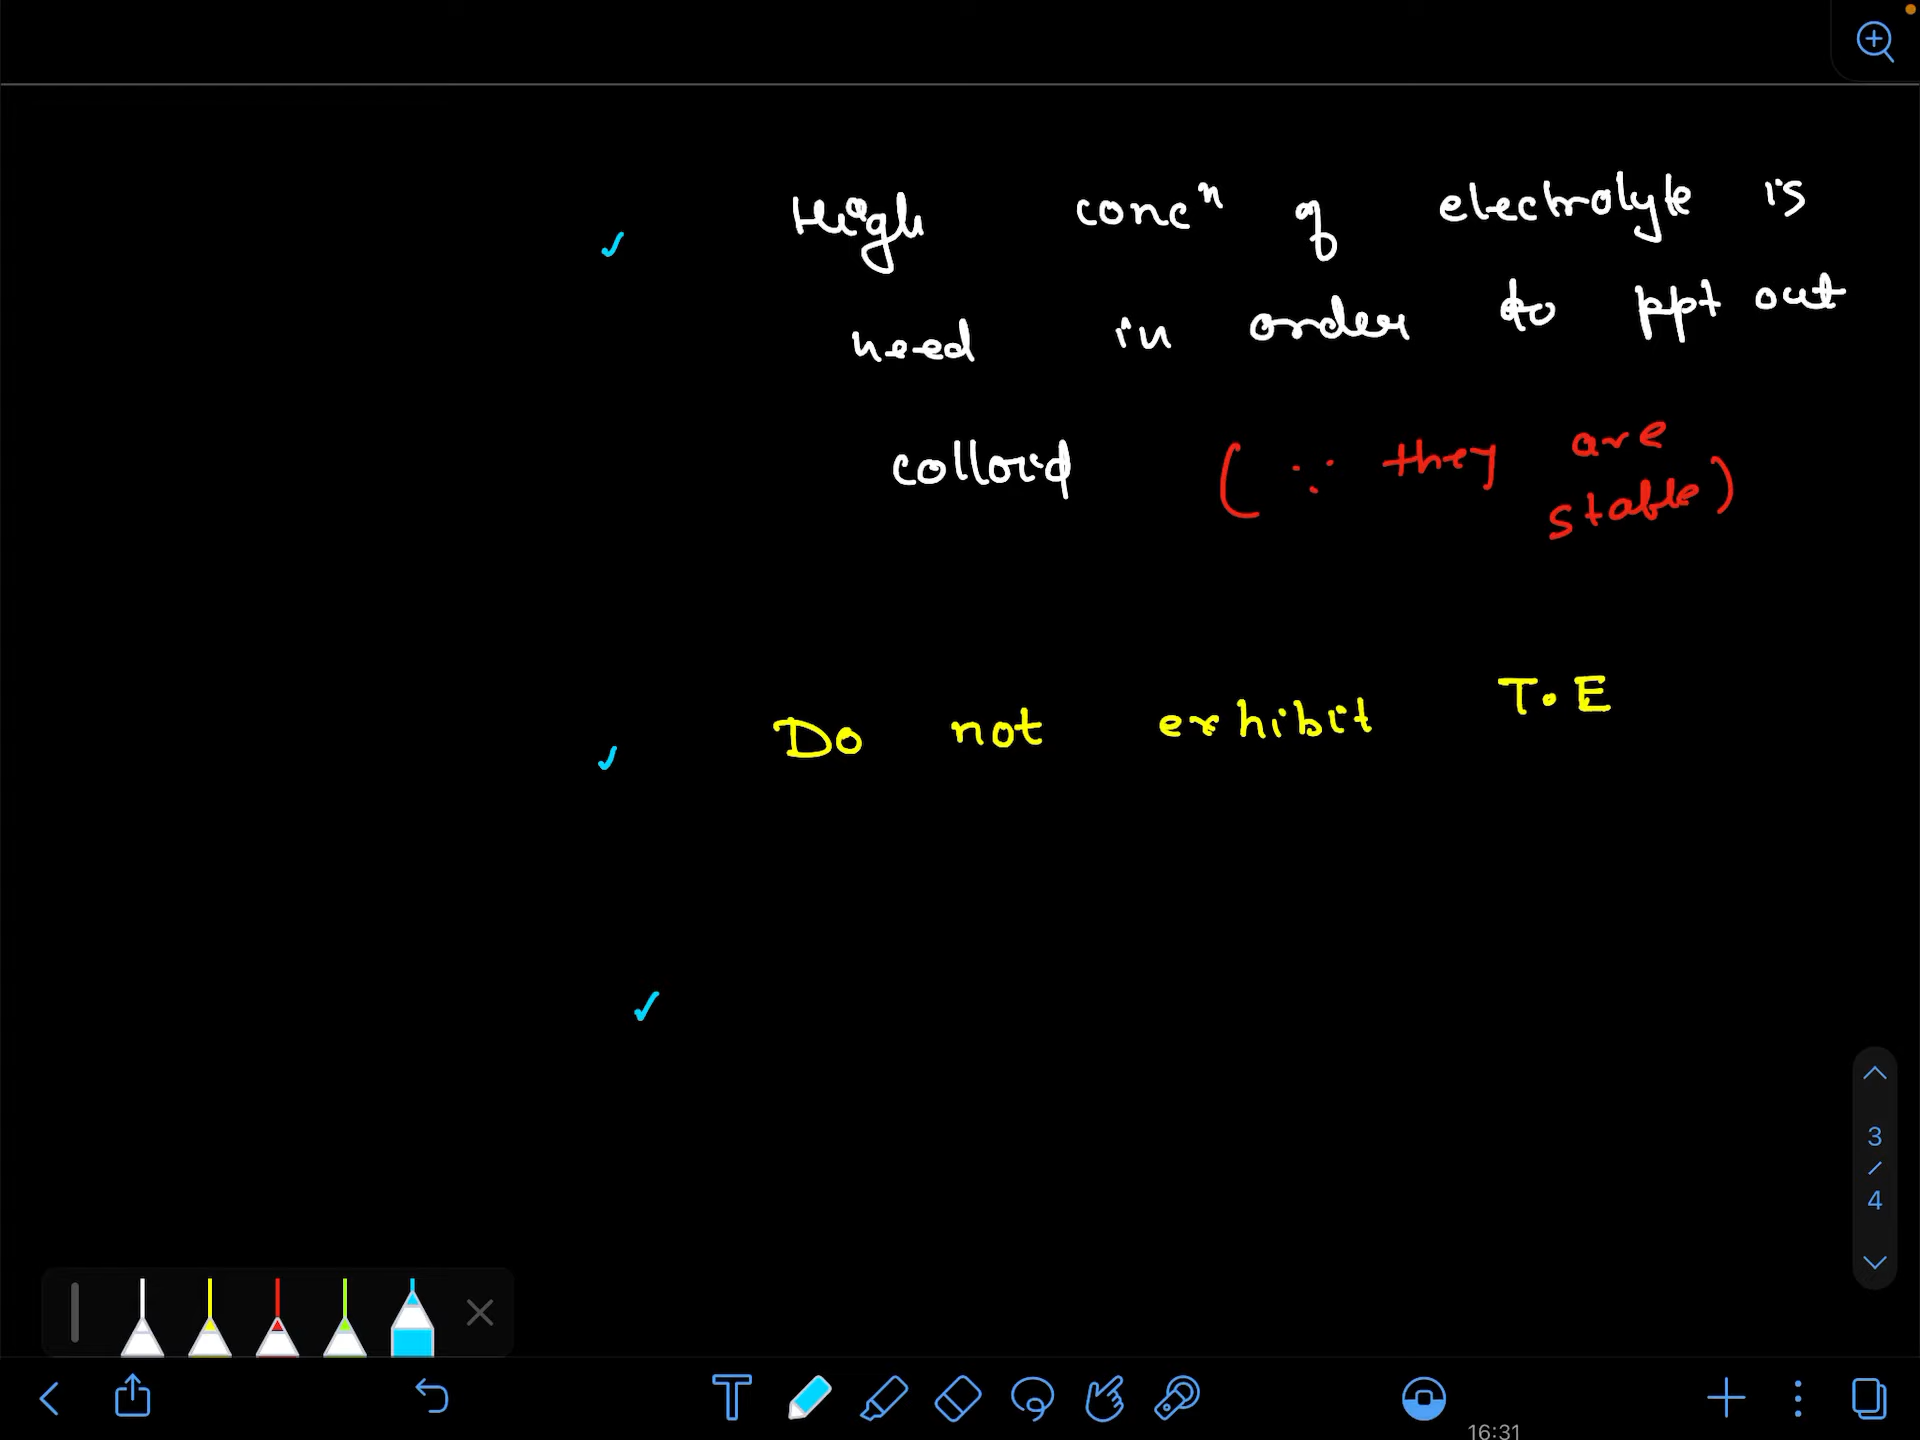 High concⁿ of electrolyte is
need in order to ppt out
colloid (∵ they are
stable)
Do not exhibit T.E
3
/
4
16:31